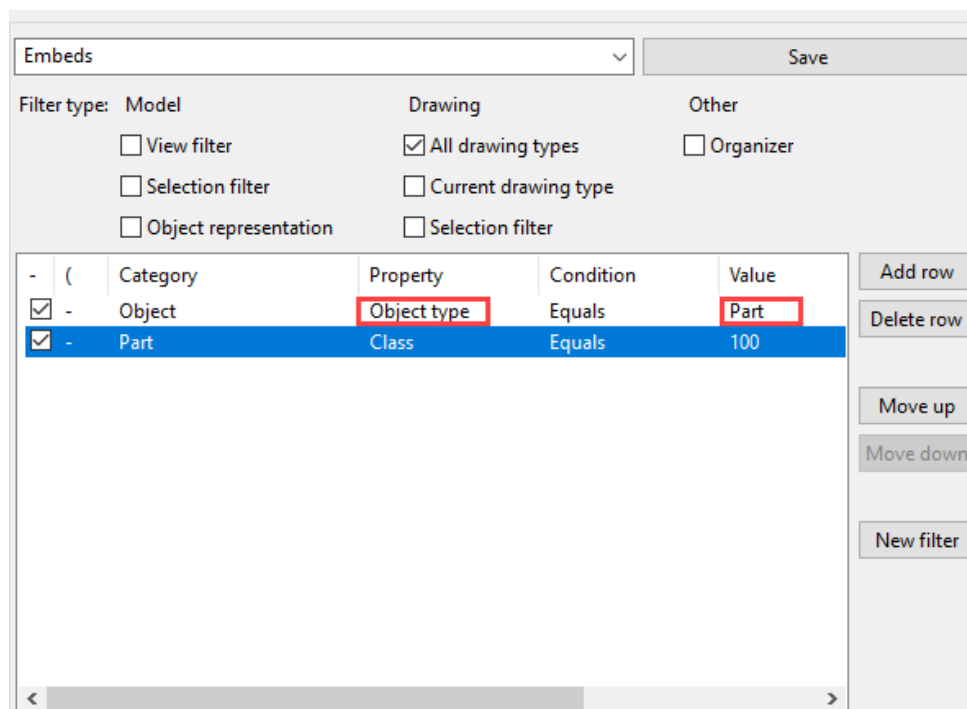 Embeds Save
Filter type: Model Drawing Other
View filter All drawing types Organizer
Selection filter Current drawing type
Object representation Selection filter
- ( Category Property Condition Value Add row
- Object Object type Equals Part Delete row
- Part Class Equals 100
Move up
Move down
New filter